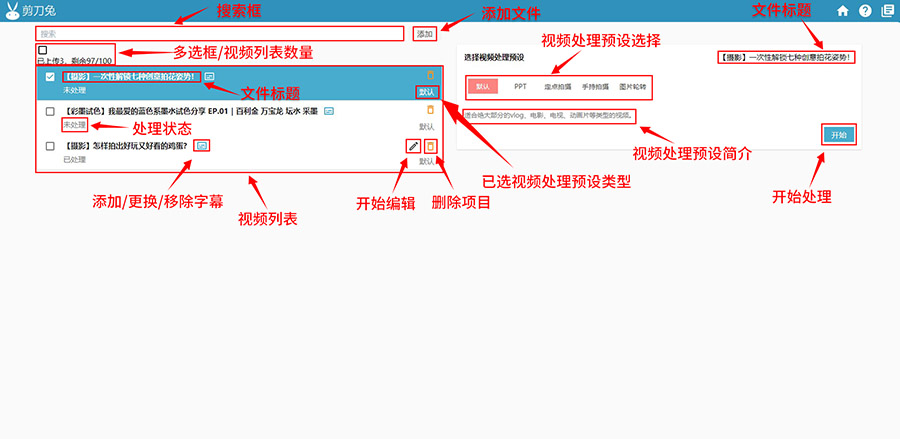 剪刀兔
搜索框
添加文件
文件标题
搜索
添加
多选框/视频列表数量
视频处理预设选择
已上传3，剩余97/100
选择视频处理预设
【摄影】一次性解锁七种创意拍花姿势！
【摄影】一次性解锁七种创意拍花姿势！
未处理
默认
文件标题
默认
PPT
定点拍摄
手持拍摄
图片轮转
【彩墨试色】我最爱的蓝色系墨水试色分享 EP.01 | 百利金 万宝龙 坛水 采墨
未处理
默认
处理状态
适合绝大部分的vlog、电影、电视、动画片等类型的视频。
开始
【摄影】怎样拍出好玩又好看的鸡蛋？
已处理
默认
视频处理预设简介
已选视频处理预设类型
添加/更换/移除字幕
开始编辑
删除项目
开始处理
视频列表